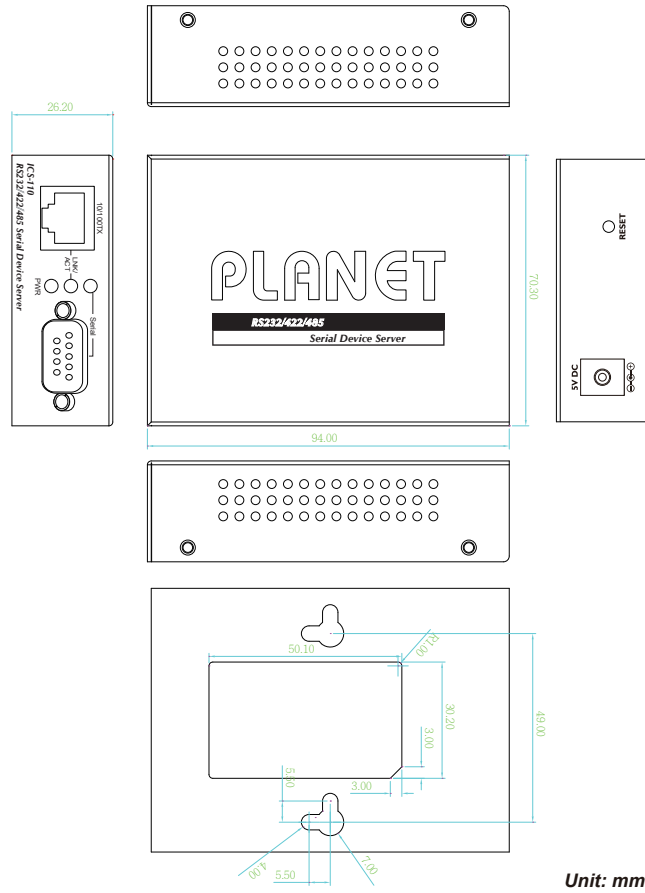 26.20
ICS-110
RS232/422/485 Serial Device Server
10/100TX
LNK/
ACT
PWR
Serial
PLANET
RS232/422/485
Serial Device Server
70.30
94.00
RESET
5V DC
50.10
R1.00
30.20
3.00
3.00
49.00
5.50
5.50
4.00
7.00
Unit: mm